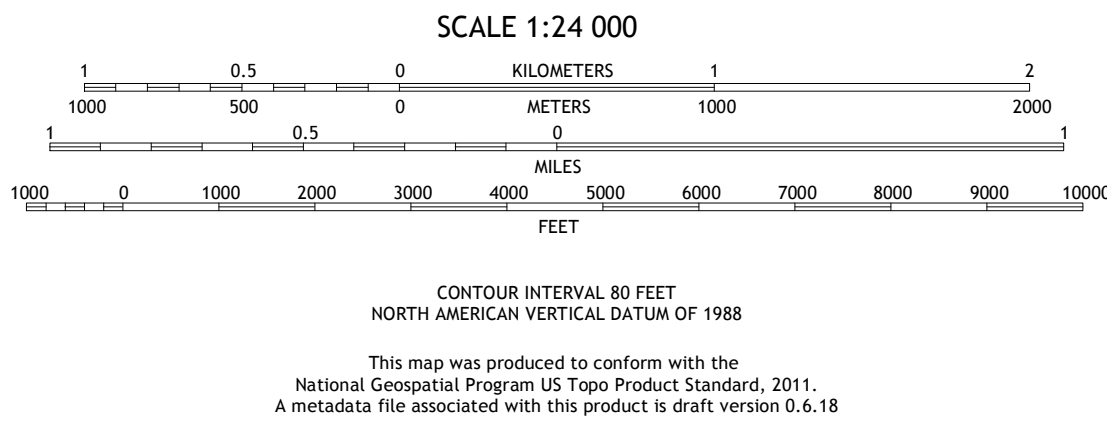 SCALE 1:24 000
1 0.5 0 KILOMETERS 1 2
1000 500 0 METERS 1000 2000
1 0.5 0 1
MILES
1000 0 1000 2000 3000 4000 5000 6000 7000 8000 9000 10000
FEET
CONTOUR INTERVAL 80 FEET
NORTH AMERICAN VERTICAL DATUM OF 1988
This map was produced to conform with the
National Geospatial Program US Topo Product Standard, 2011.
A metadata file associated with this product is draft version 0.6.18